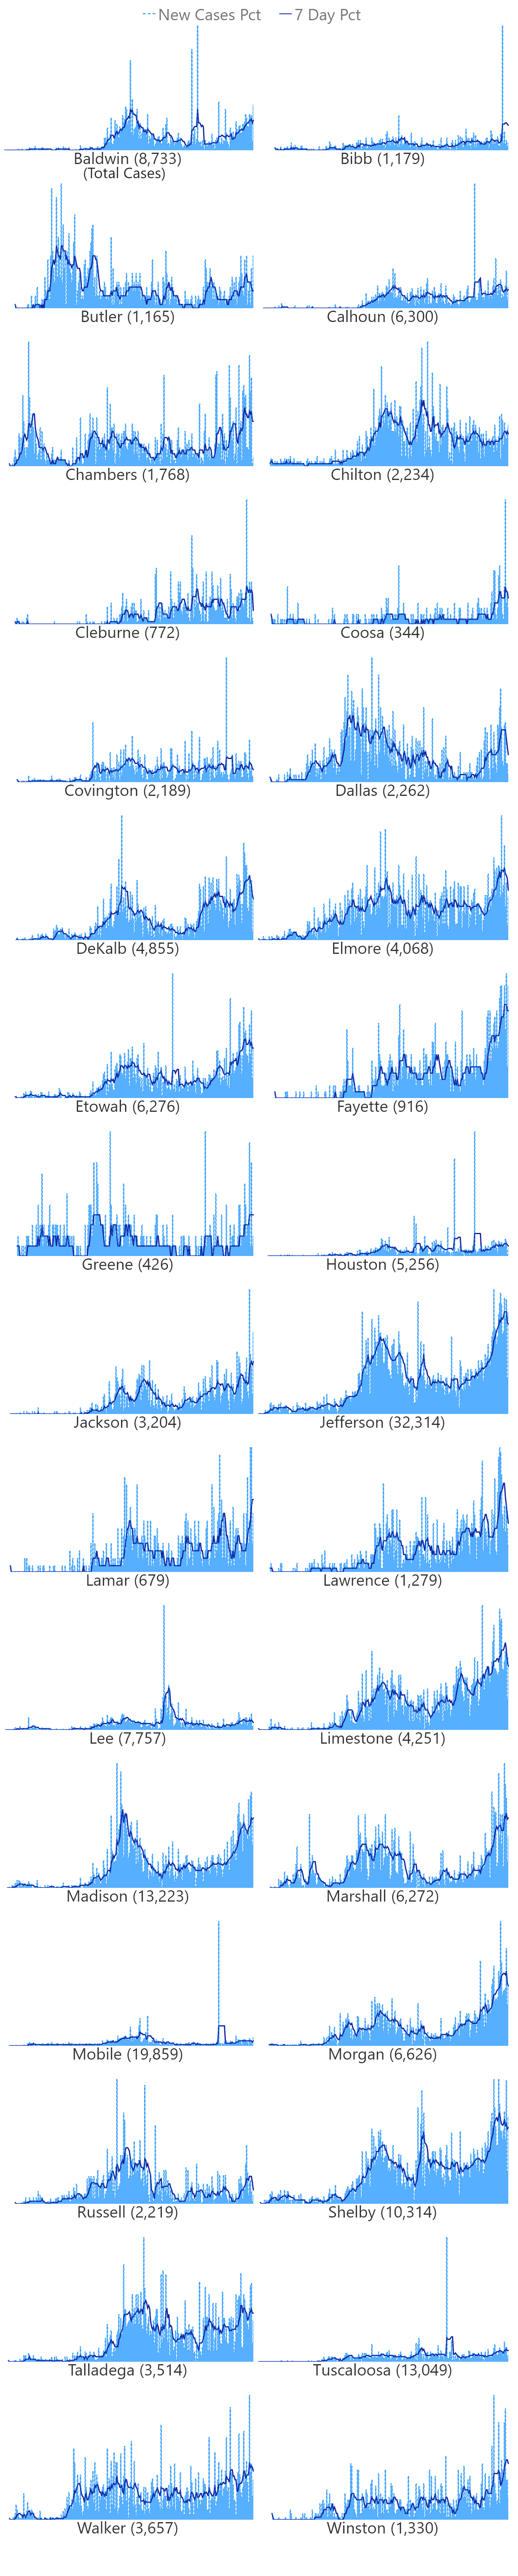 New Cases Pct 7 Day Pct
Baldwin (8,733) Bibb (1,179)
(Total Cases)
Butler (1,165) Calhoun (6,300)
Chambers (1,768) Chilton (2,234)
Cleburne (772) Coosa (344)
Covington (2,189) Dallas (2,262)
DeKalb (4,855) Elmore (4,068)
Etowah (6,276) Fayette (916)
Greene (426) Houston (5,256)
Jackson (3,204) Jefferson (32,314)
Lamar (679) Lawrence (1,279)
Lee (7,757) Limestone (4,251)
Madison (13,223) Marshall (6,272)
Mobile (19,859) Morgan (6,626)
Russell (2,219) Shelby (10,314)
Talladega (3,514) Tuscaloosa (13,049)
Walker (3,657) Winston (1,330)